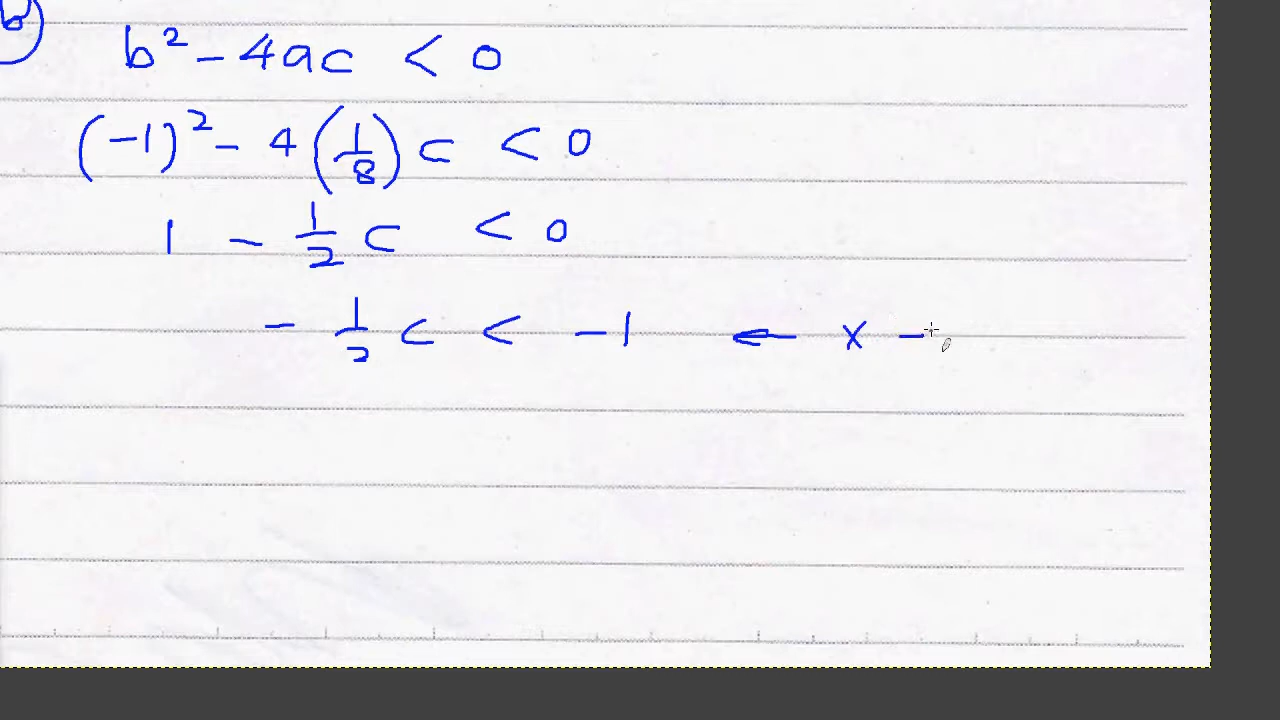 b)
b² - 4ac < 0
(-1)² - 4(1/8)c < 0
1 - 1/2 c < 0
- 1/2 c < -1 ← × -